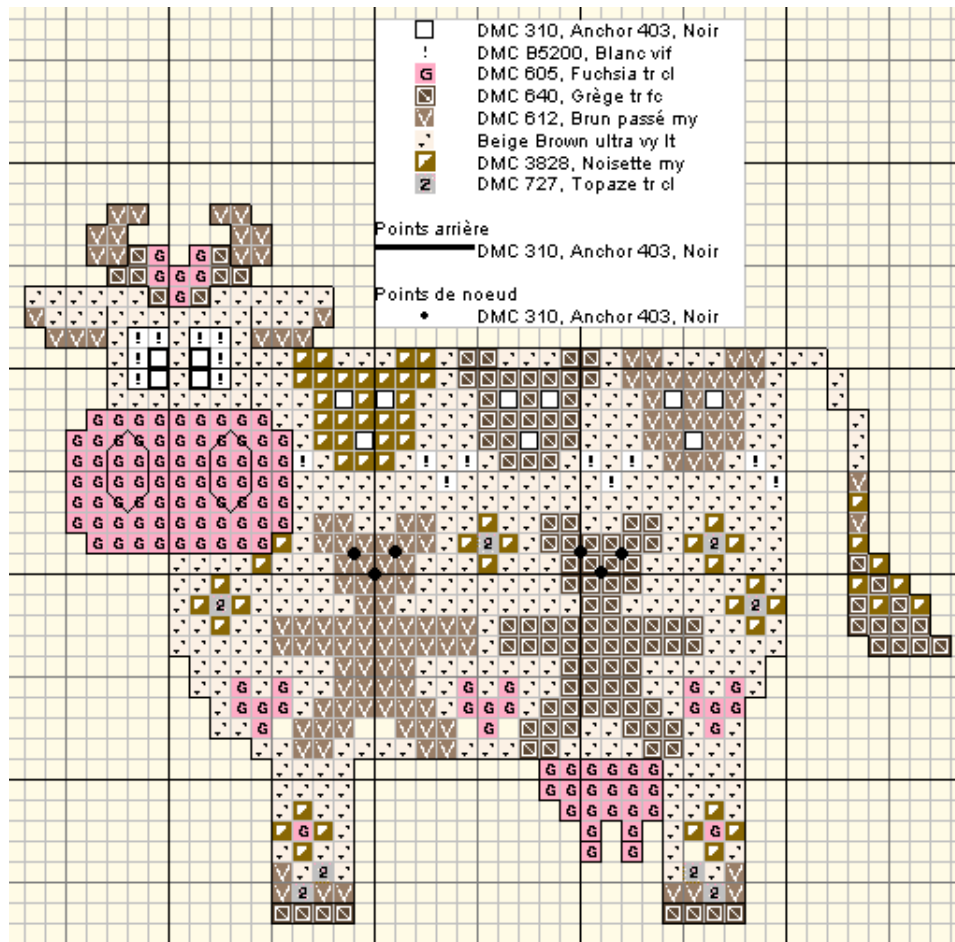 DMC 310, Anchor 403, Noir
! DMC B5200, Blanc vif
G DMC 605, Fuchsia tr cl
DMC 640, Grège tr fc
V DMC 612, Brun passé my
Beige Brown ultra vy lt
DMC 3828, Noisette my
2 DMC 727, Topaze tr cl
Points arrière
DMC 310, Anchor 403, Noir
Points de noeud
DMC 310, Anchor 403, Noir